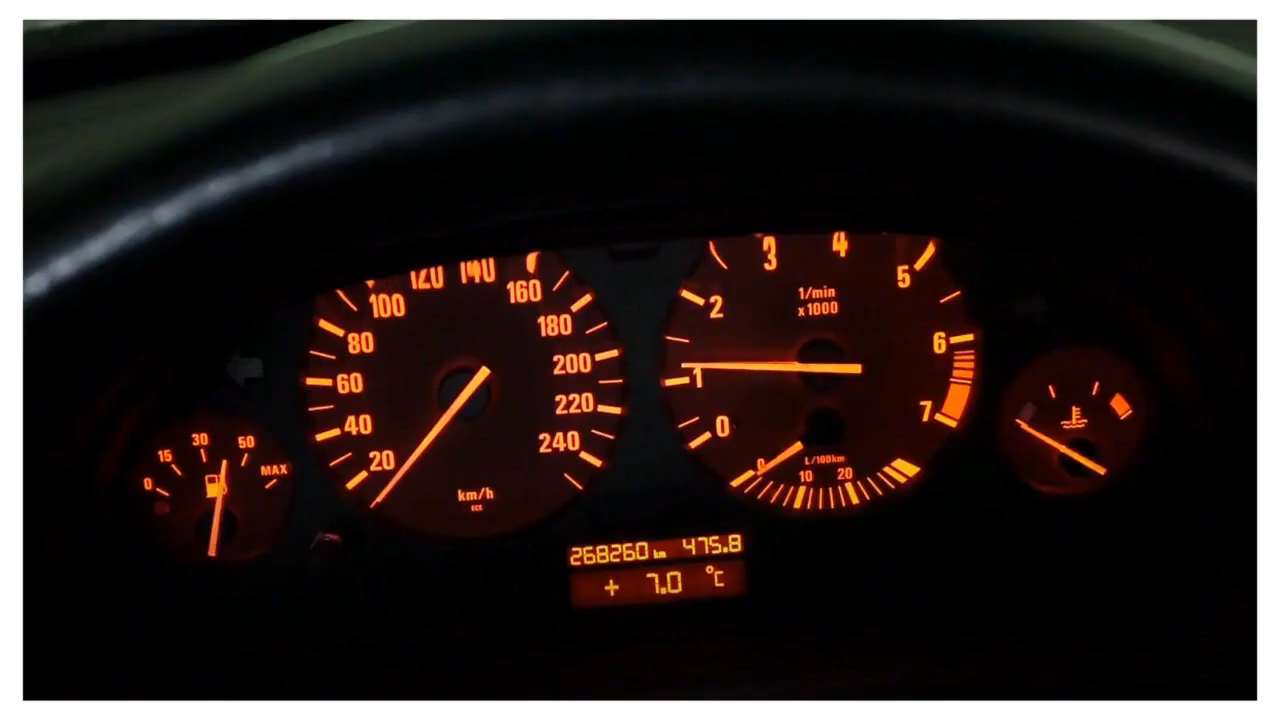 0 15 30 50 MAX
20 40 60 80 100 120 140 160 180 200 220 240
km/h
ECE
0 1 2 3 4 5 6 7
1/min
x1000
0 10 20
L/100km
268260 km 475.8
+ 7.0 °C